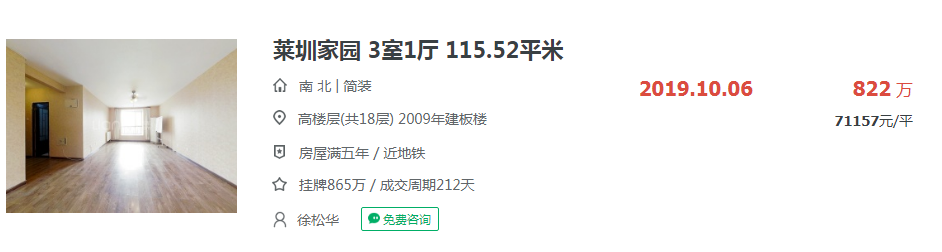 莱圳家园 3室1厅 115.52平米
南 北 | 简装
2019.10.06
822 万
高楼层(共18层) 2009年建板楼
71157元/平
房屋满五年 / 近地铁
挂牌865万 / 成交周期212天
徐松华
免费咨询